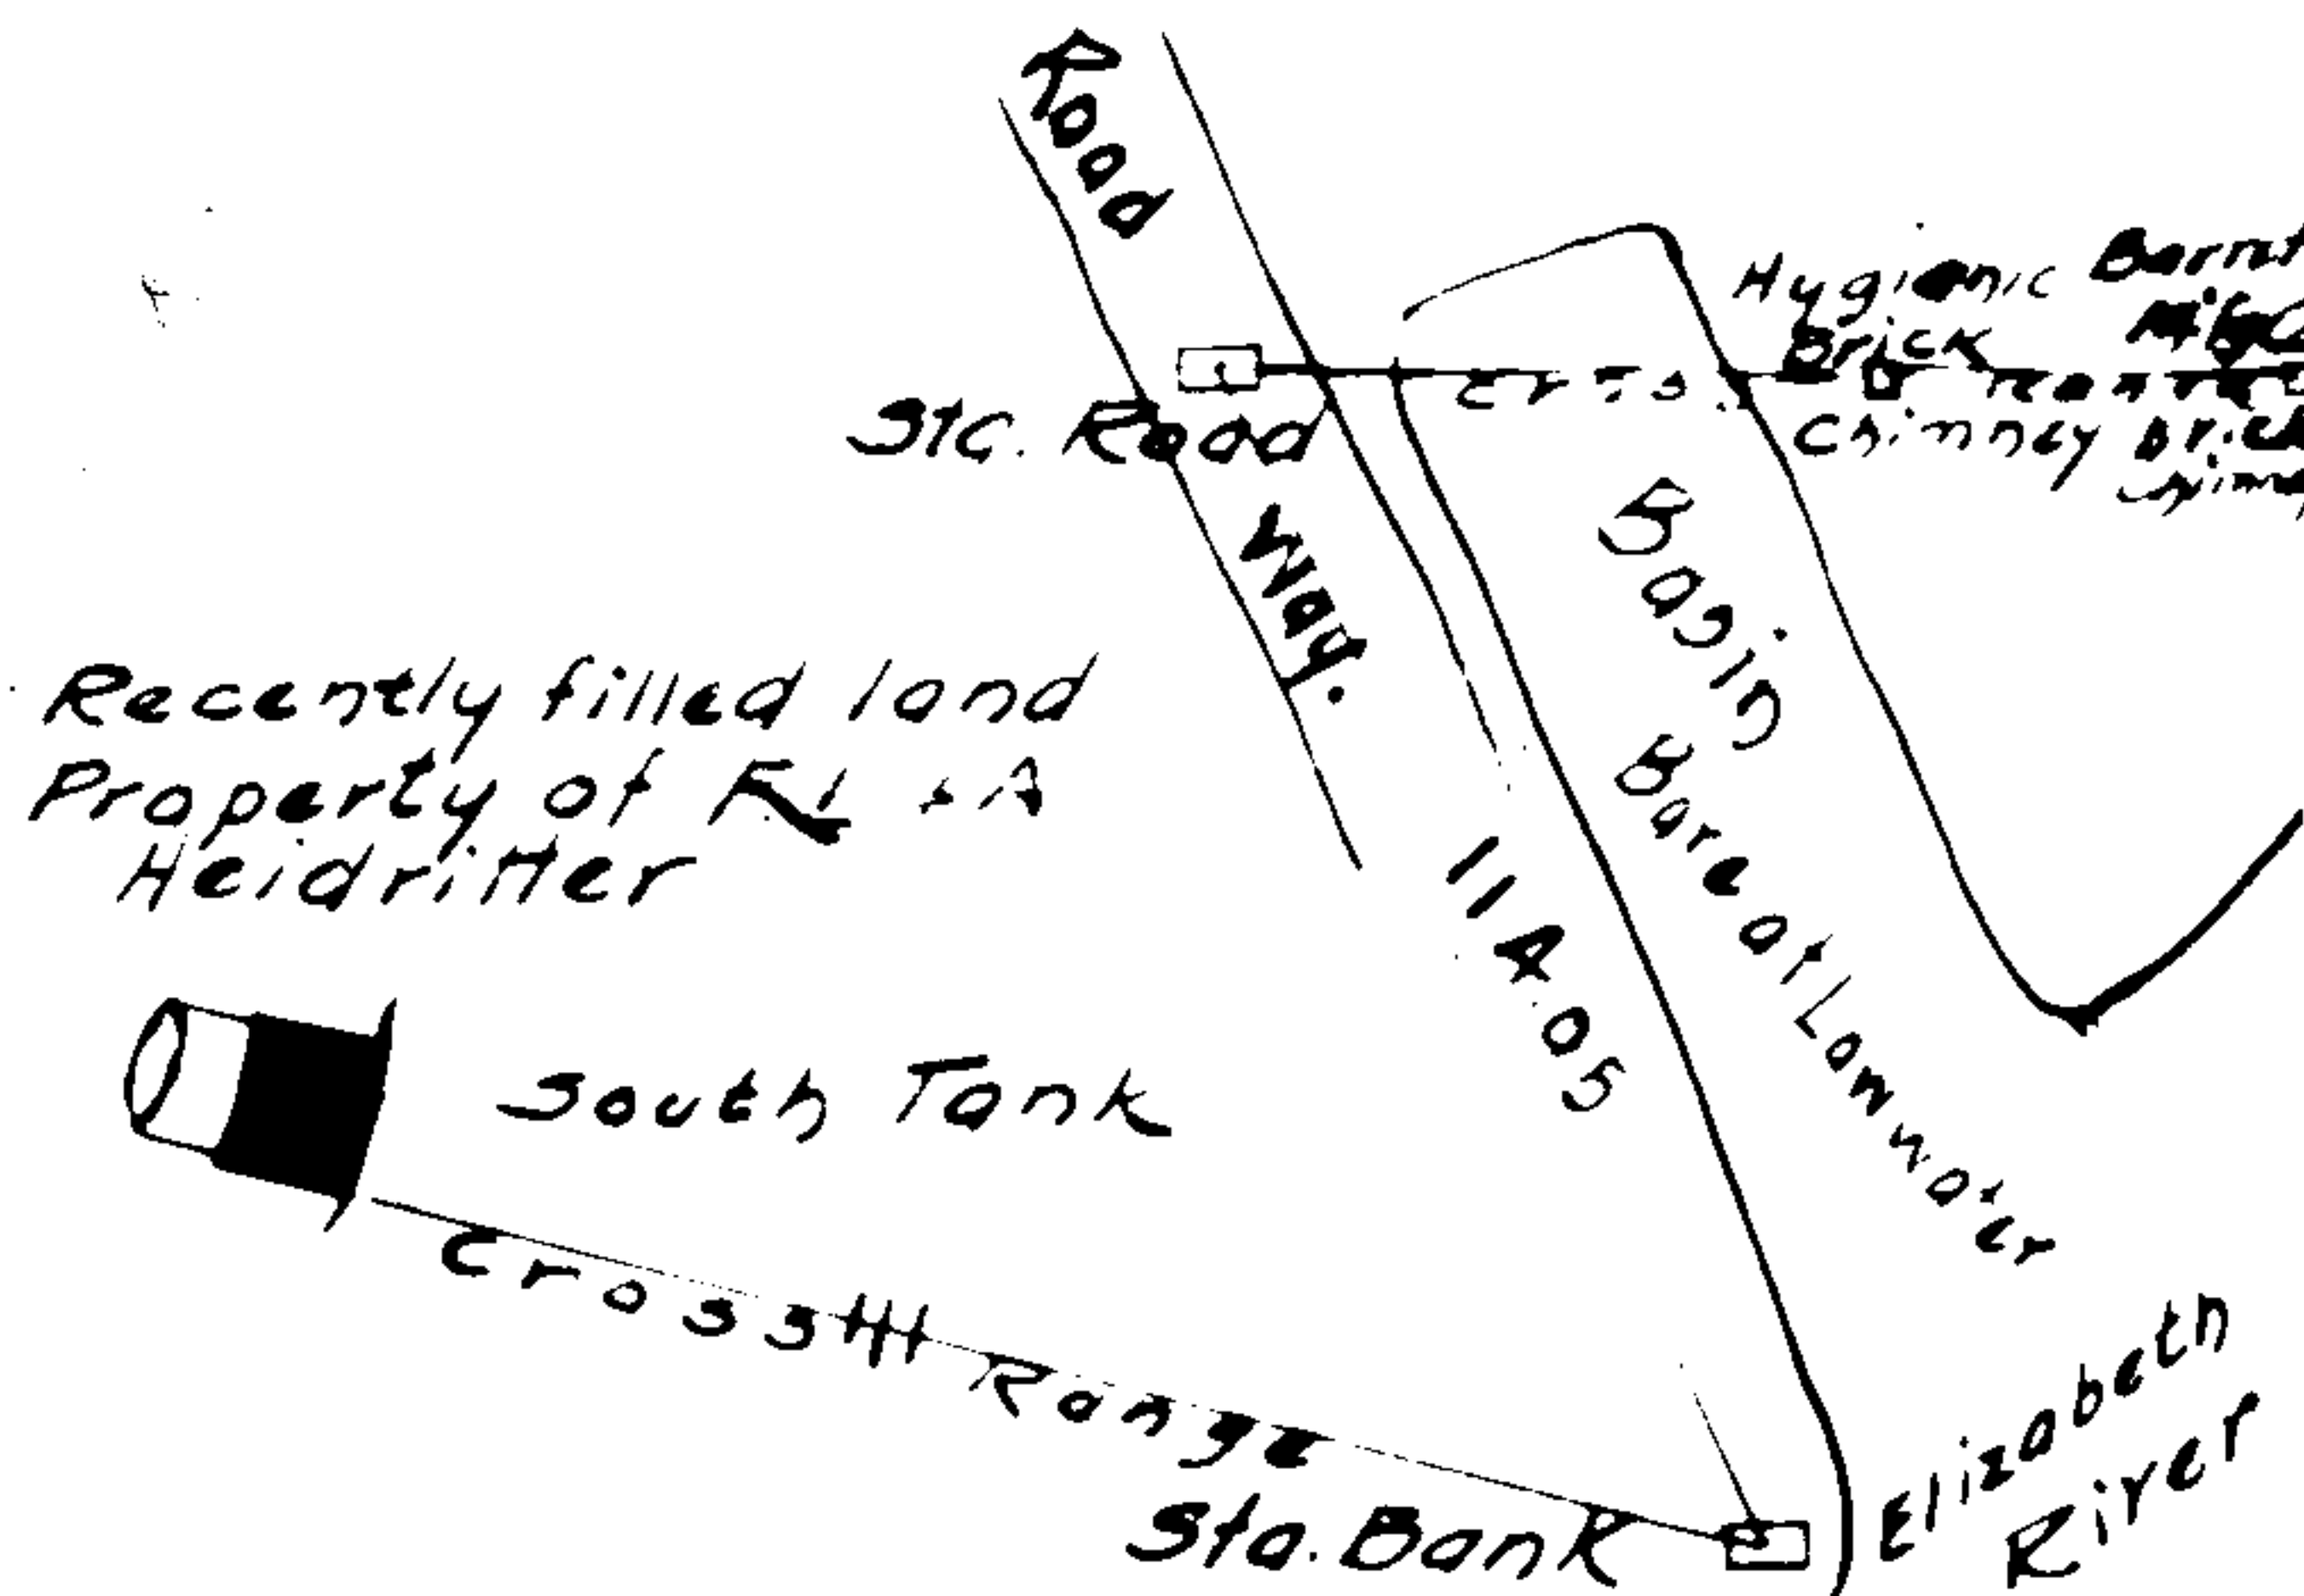 Road
Hygienic
Brick
Chimney
Sta. Road
Way.
Basin
Bare at Low water
114.05
Recently filled land
Property of F. + A
Heidritter
South Tank
Cross Range
Sta. Bank
Elizabeth
River